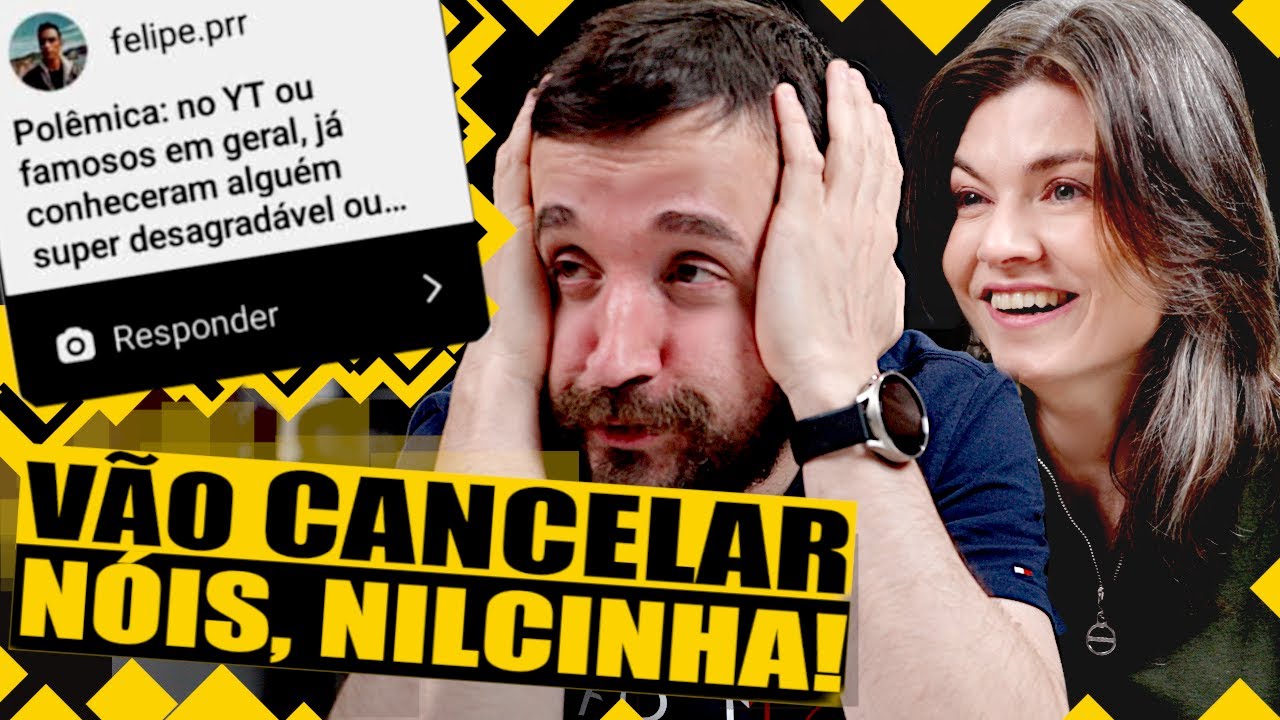 felipe.prr
Polêmica: no YT ou
famosos em geral, já
conheceram alguém
super desagradável ou...
Responder
VÃO CANCELAR
NÓIS, NILCINHA!